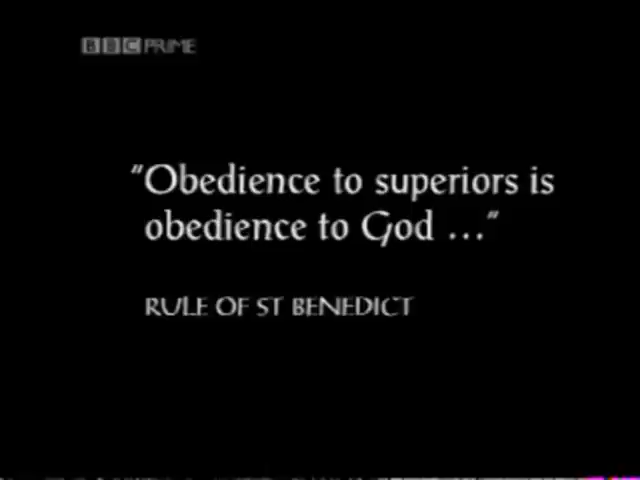 BBC PRIME
"Obedience to superiors is
obedience to God ..."
RULE OF ST BENEDICT